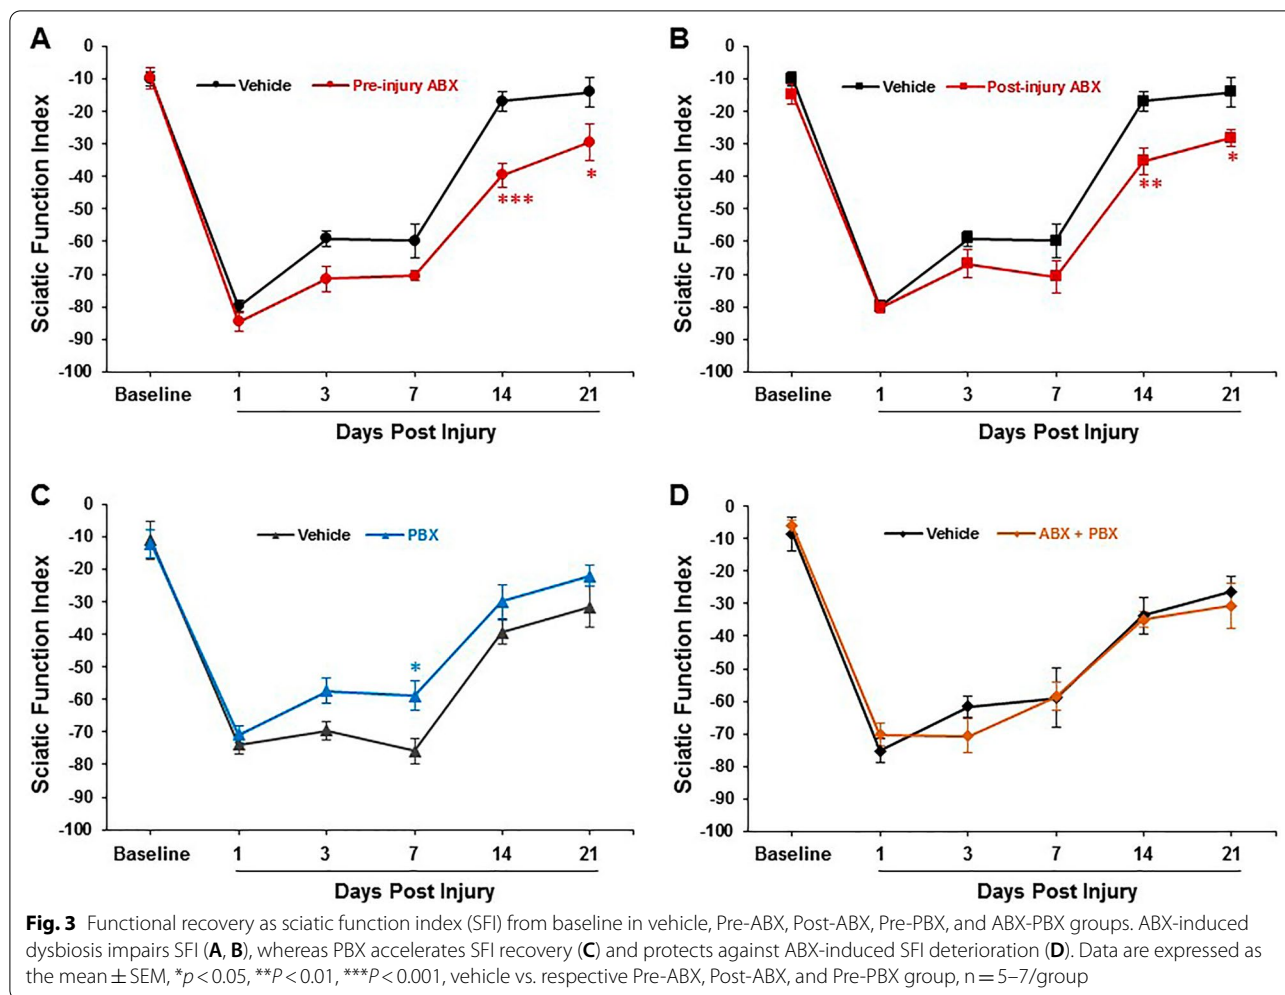 A
Sciatic Function Index
0
-10
-20
-30
-40
-50
-60
-70
-80
-90
-100
Vehicle
Pre-injury ABX
***
*
Baseline 1 3 7 14 21
Days Post Injury
B
Sciatic Function Index
0
-10
-20
-30
-40
-50
-60
-70
-80
-90
-100
Vehicle
Post-injury ABX
**
*
Baseline 1 3 7 14 21
Days Post Injury
C
Sciatic Function Index
0
-10
-20
-30
-40
-50
-60
-70
-80
-90
-100
Vehicle
PBX
*
Baseline 1 3 7 14 21
Days Post Injury
D
Sciatic Function Index
0
-10
-20
-30
-40
-50
-60
-70
-80
-90
-100
Vehicle
ABX + PBX
Baseline 1 3 7 14 21
Days Post Injury
Fig. 3 Functional recovery as sciatic function index (SFI) from baseline in vehicle, Pre-ABX, Post-ABX, Pre-PBX, and ABX-PBX groups. ABX-induced
dysbiosis impairs SFI (A, B), whereas PBX accelerates SFI recovery (C) and protects against ABX-induced SFI deterioration (D). Data are expressed as
the mean ± SEM, *p < 0.05, **P < 0.01, ***P < 0.001, vehicle vs. respective Pre-ABX, Post-ABX, and Pre-PBX group, n = 5–7/group